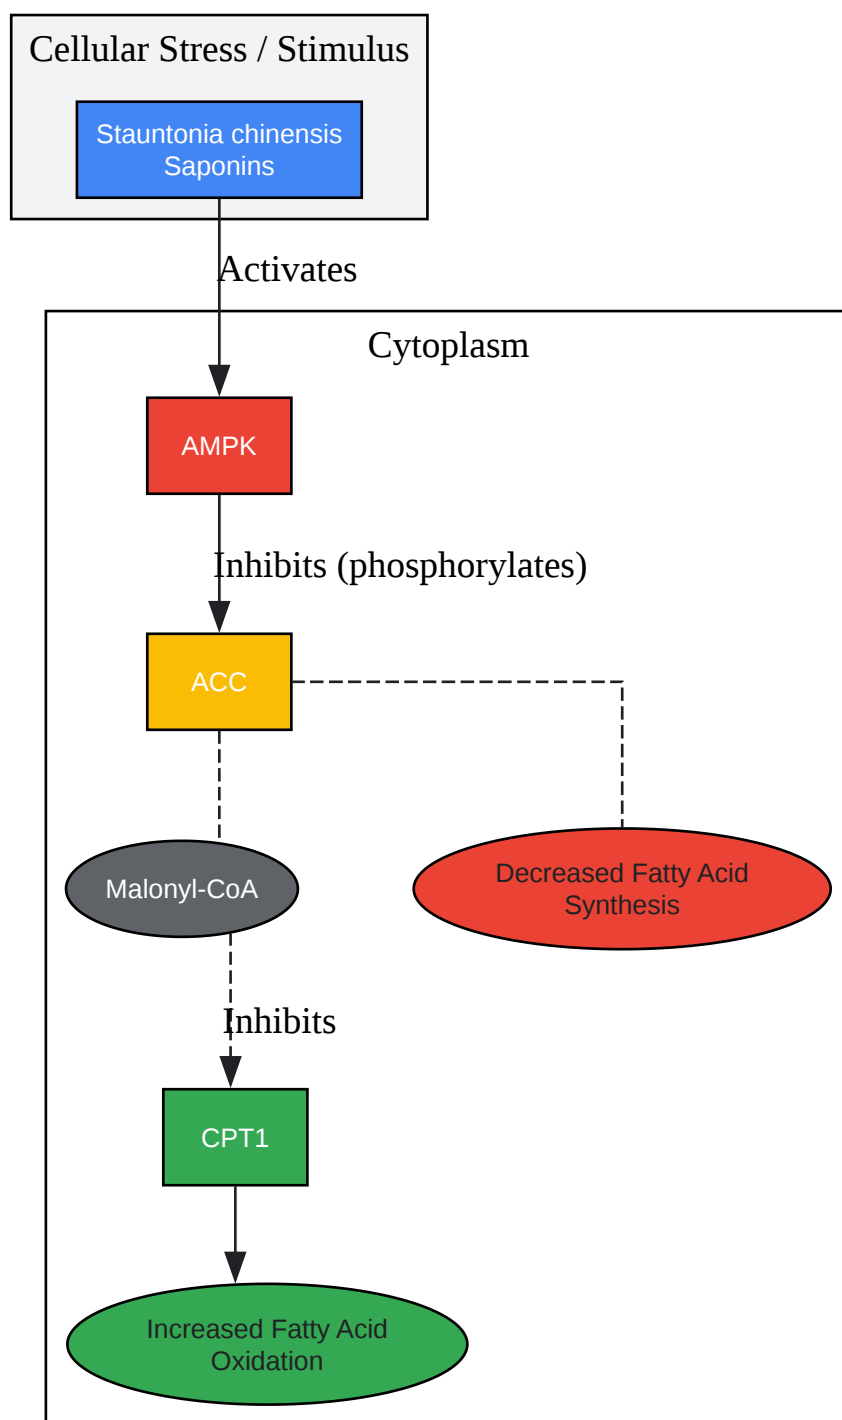 Cellular Stress / Stimulus
Stauntonia chinensis
Saponins
Activates
Cytoplasm
AMPK
Inhibits (phosphorylates)
ACC
Malonyl-CoA
Decreased Fatty Acid
Synthesis
Inhibits
CPT1
Increased Fatty Acid
Oxidation